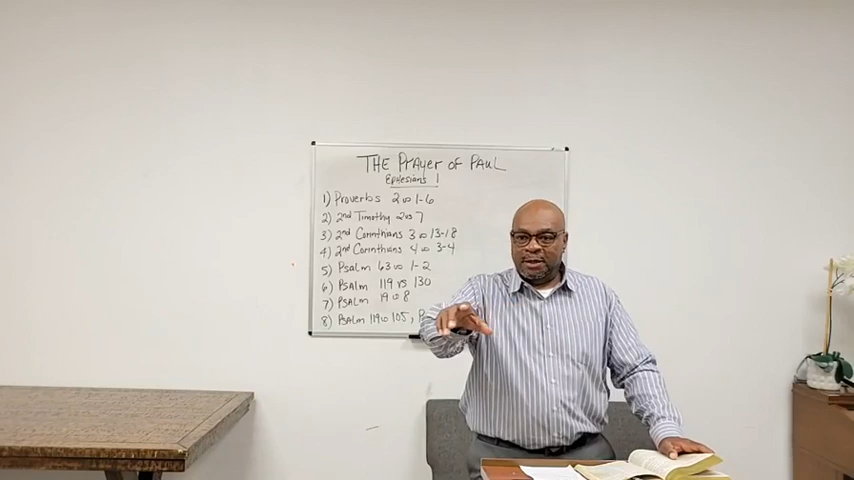 THE PrAyer of PAUL
Ephesians 1
1) Proverbs 2 vs 1-6
2) 2nd Timothy 2 vs 7
3) 2nd Corinthians 3 vs 13-18
4) 2nd Corinthians 4 vs 3-4
5) PsAlm 63 vs 1-2
6) PsAlm 119 vs 130
7) PsAlm 19 vs 8
8) PsAlm 119 vs 105,